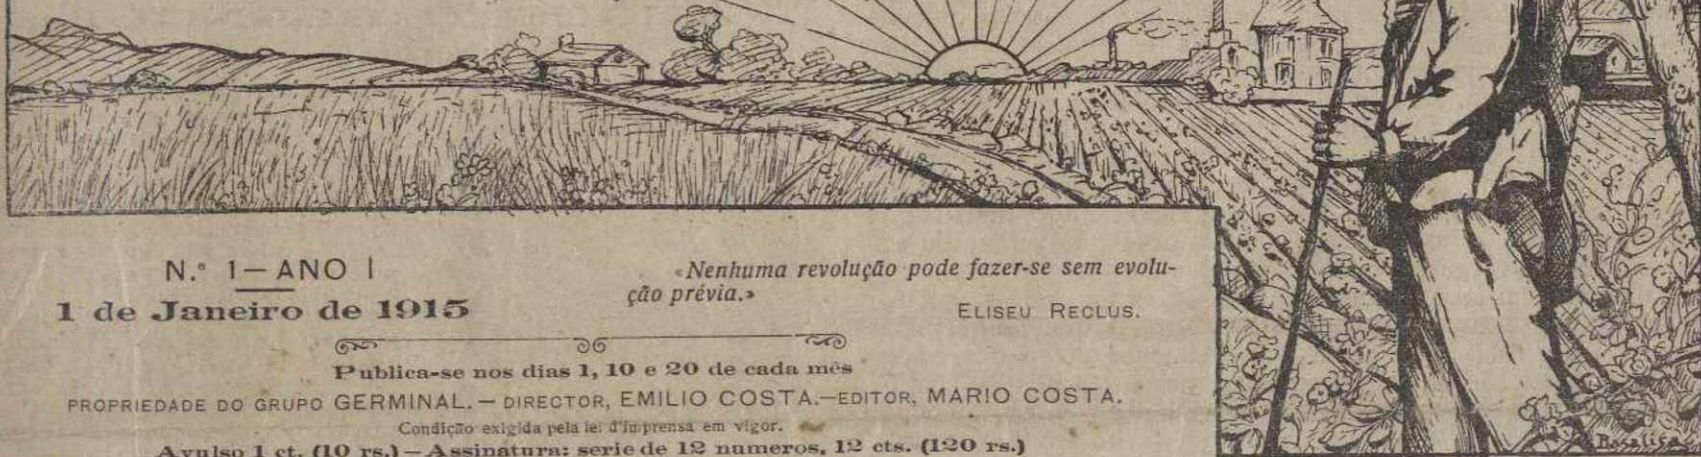 N.º 1—ANO I
1 de Janeiro de 1915
«Nenhuma revolução pode fazer-se sem evolu-
ção prévia.»
ELISEU RECLUS.
Publica-se nos dias 1, 10 e 20 de cada mês
PROPRIEDADE DO GRUPO GERMINAL.—DIRECTOR, EMILIO COSTA.—EDITOR, MARIO COSTA.
Condição exigida pela lei d'imprensa em vigor.
Avulso 1 ct. (10 rs.)—Assinatura: serie de 12 numeros, 12 cts. (120 rs.)